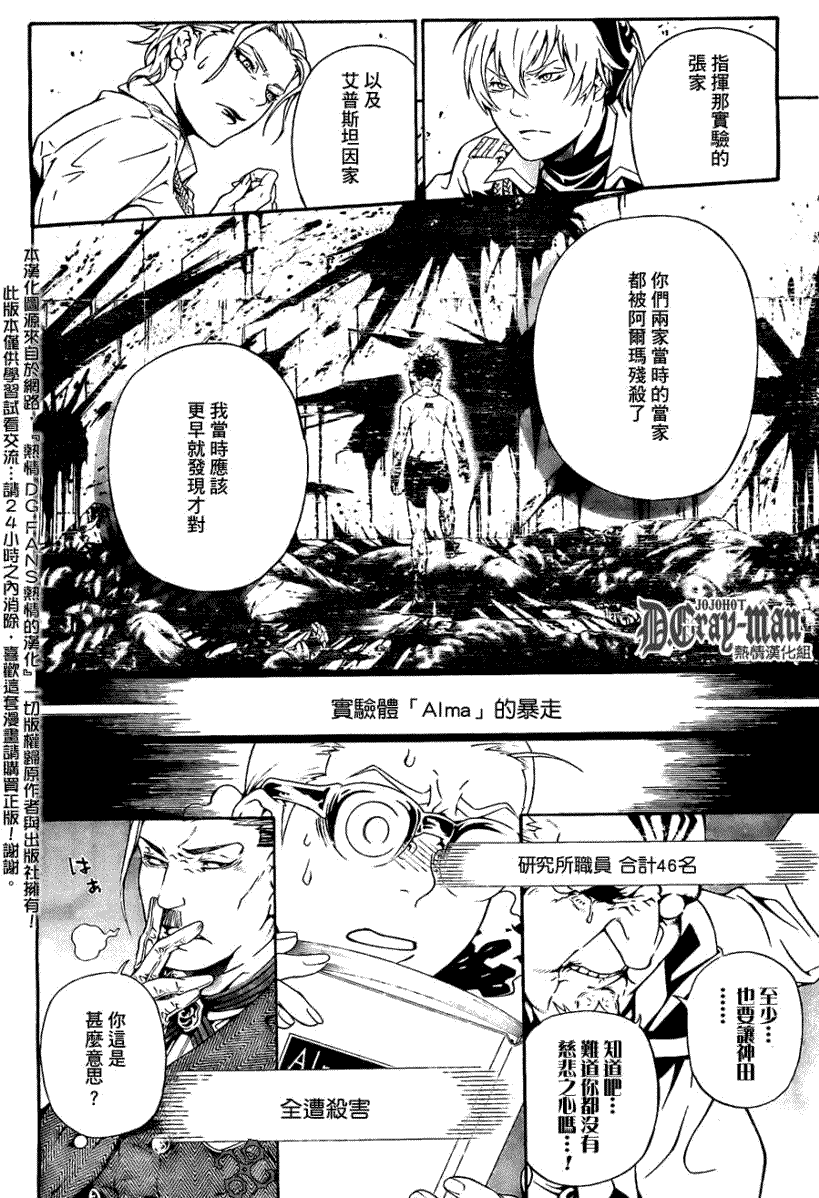 指揮那實驗的
張家
以及
艾普斯坦因家
你們兩家當時的當家
都被阿爾瑪殘殺了
我當時應該
更早就發現才對
JOJOHOT
D.Gray-man
熱情漢化組
實驗體「Alma」的暴走
研究所職員 合計46名
至少…
也要讓神田
……
知道吧…
難道你都沒有
慈悲之心嗎…！
はぁ
你這是
甚麼意思？
Al
全遭殺害
本漢化圖源來自於網路，『熱情DG FANS熱情的漢化』一切版權歸原作者與出版社擁有！
此版本僅供學習試看交流…請24小時之內消除，喜歡這套漫畫請購買正版！謝謝。